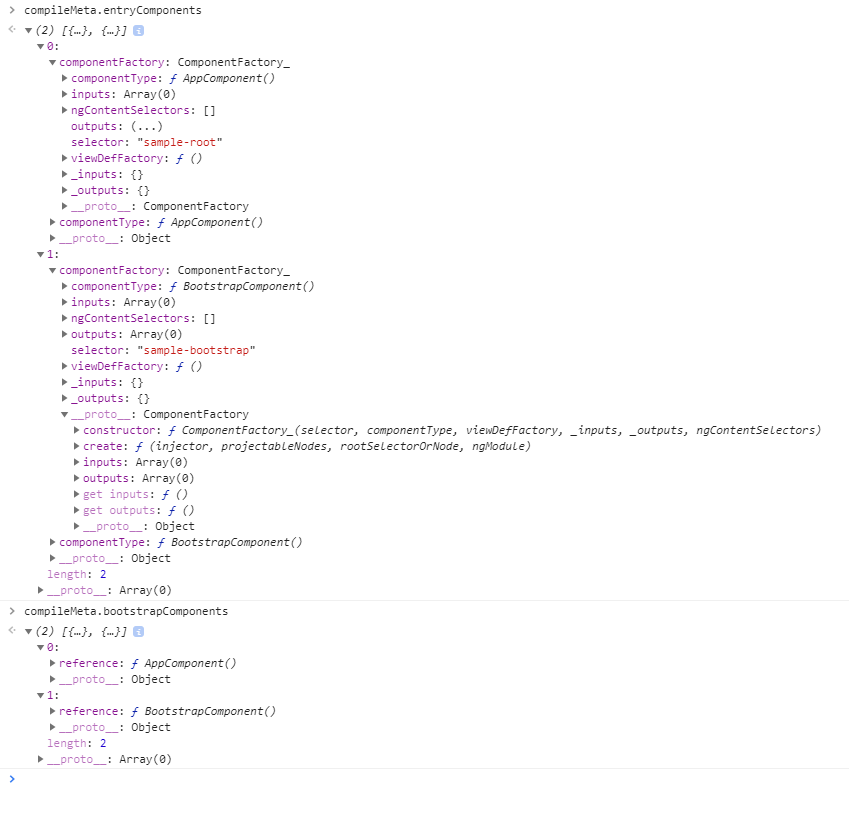 > compileMeta.entryComponents
(2) [{…}, {…}] i
0:
componentFactory: ComponentFactory_
componentType: ƒ AppComponent()
inputs: Array(0)
ngContentSelectors: []
outputs: (...)
selector: "sample-root"
viewDefFactory: ƒ ()
_inputs: {}
_outputs: {}
__proto__: ComponentFactory
componentType: ƒ AppComponent()
__proto__: Object
1:
componentFactory: ComponentFactory_
componentType: ƒ BootstrapComponent()
inputs: Array(0)
ngContentSelectors: []
outputs: Array(0)
selector: "sample-bootstrap"
viewDefFactory: ƒ ()
_inputs: {}
_outputs: {}
__proto__: ComponentFactory
constructor: ƒ ComponentFactory_(selector, componentType, viewDefFactory, _inputs, _outputs, ngContentSelectors)
create: ƒ (injector, projectableNodes, rootSelectorOrNode, ngModule)
inputs: Array(0)
outputs: Array(0)
get inputs: ƒ ()
get outputs: ƒ ()
__proto__: Object
componentType: ƒ BootstrapComponent()
__proto__: Object
length: 2
__proto__: Array(0)
> compileMeta.bootstrapComponents
(2) [{…}, {…}] i
0:
reference: ƒ AppComponent()
__proto__: Object
1:
reference: ƒ BootstrapComponent()
__proto__: Object
length: 2
__proto__: Array(0)
>